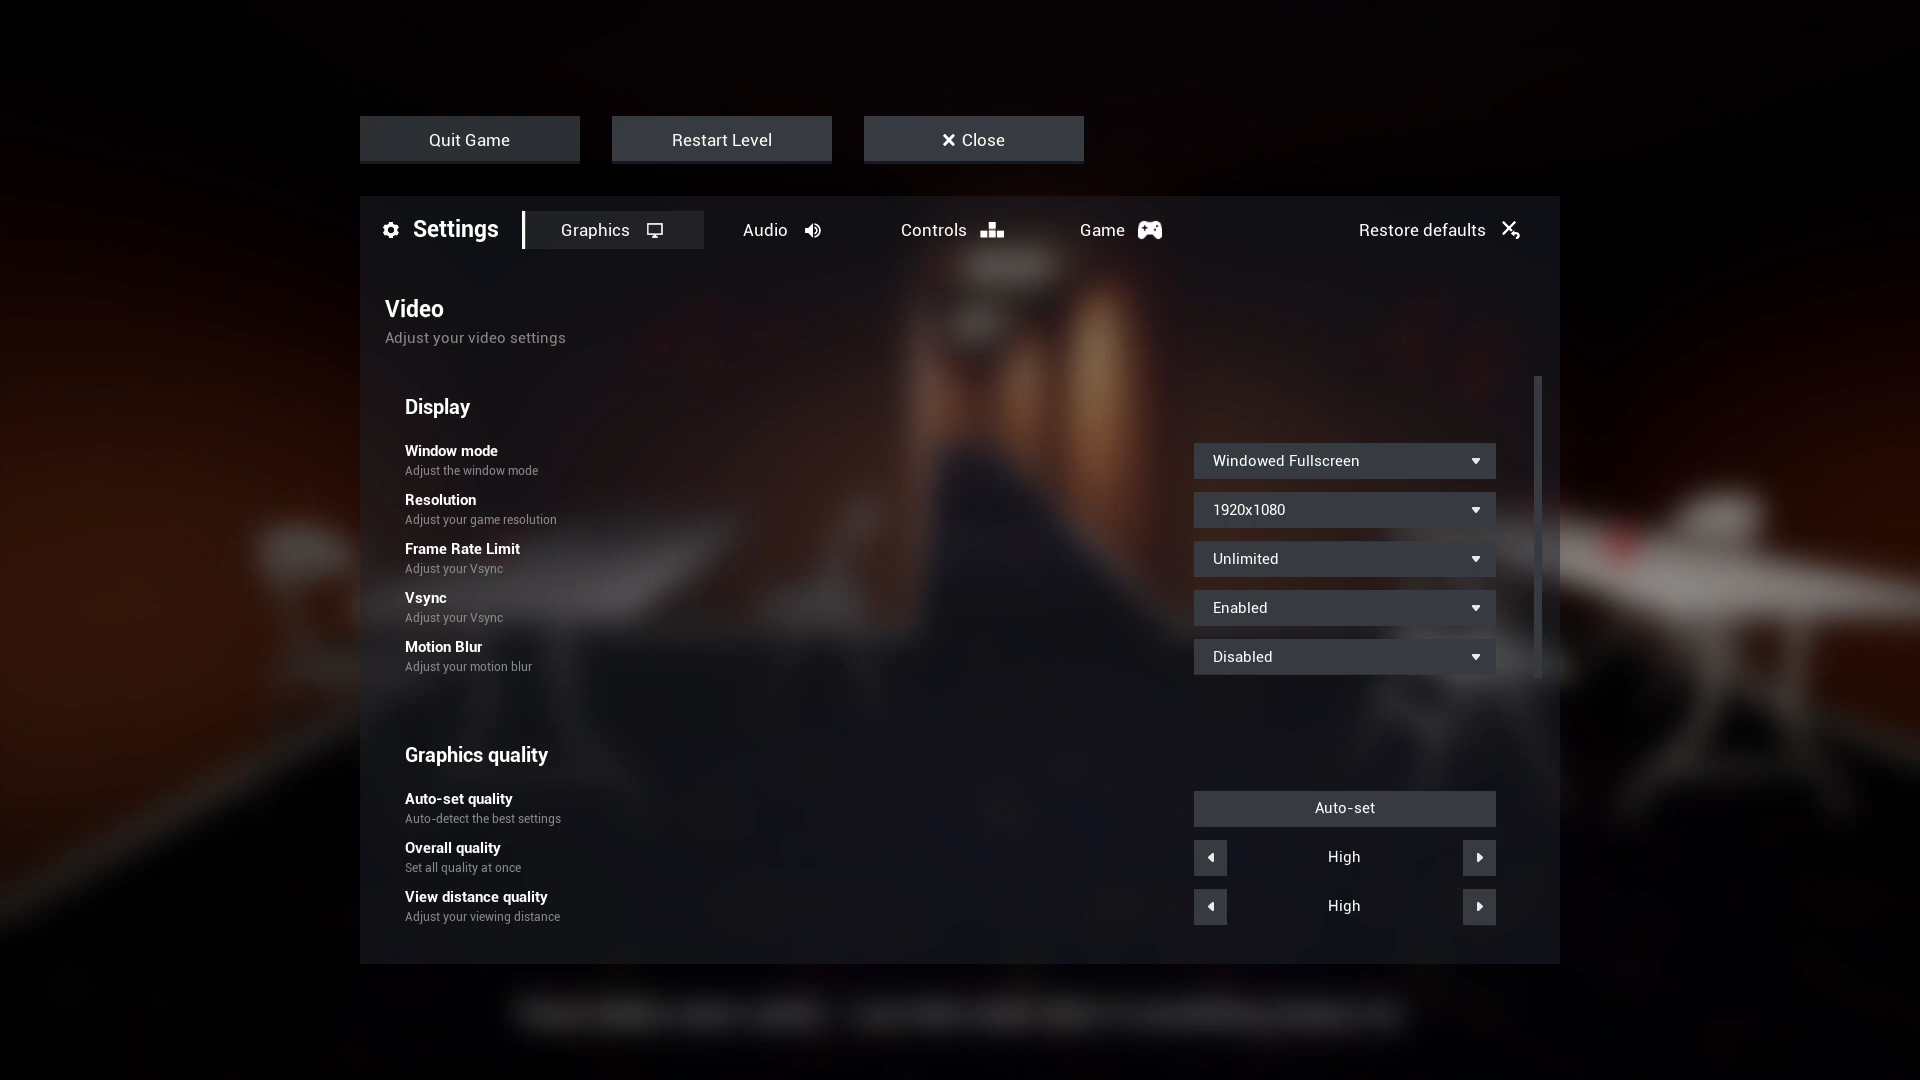 Quit Game
Restart Level
Close
Settings
Graphics
Audio
Controls
Game
Restore defaults
Video
Adjust your video settings
Display
Window mode
Adjust the window mode
Windowed Fullscreen
Resolution
Adjust your game resolution
1920x1080
Frame Rate Limit
Adjust your Vsync
Unlimited
Vsync
Adjust your Vsync
Enabled
Motion Blur
Adjust your motion blur
Disabled
Graphics quality
Auto-set quality
Auto-detect the best settings
Auto-set
Overall quality
Set all quality at once
High
View distance quality
Adjust your viewing distance
High